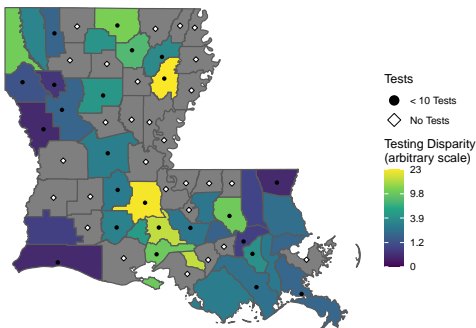 Tests
< 10 Tests
No Tests
Testing Disparity
(arbitrary scale)
23
9.8
3.9
1.2
0